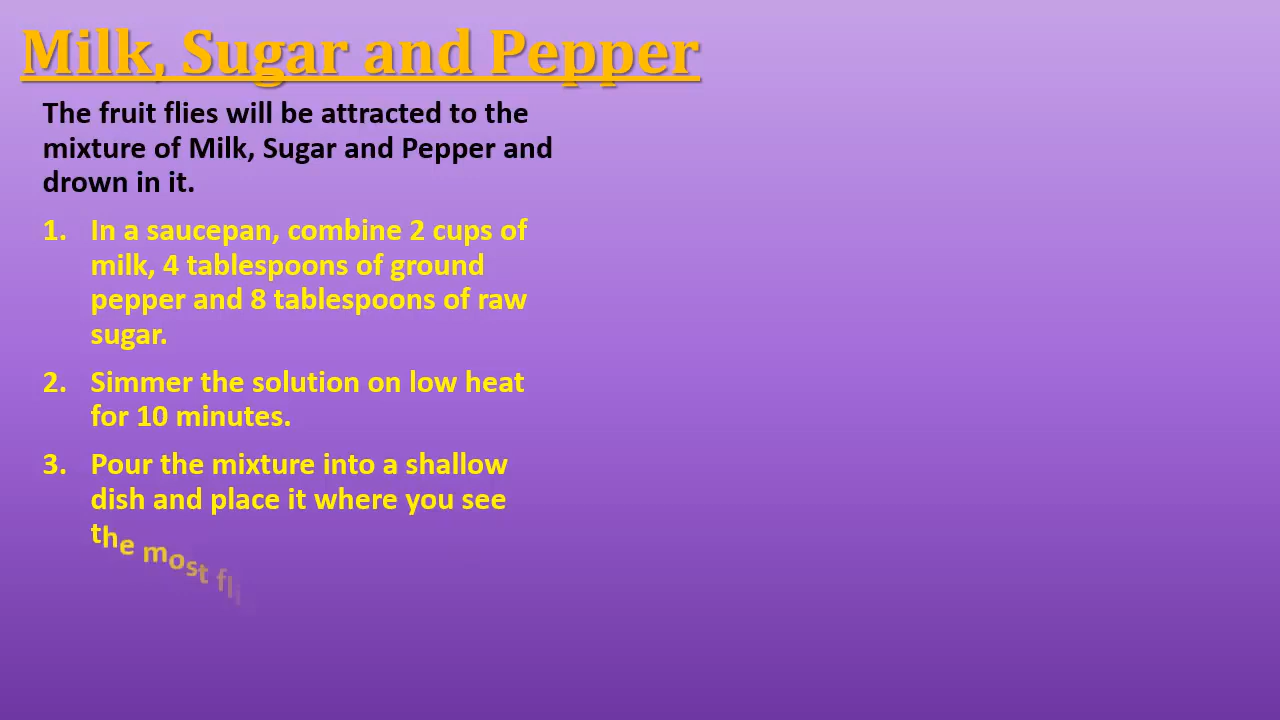 Milk, Sugar and Pepper
The fruit flies will be attracted to the
mixture of Milk, Sugar and Pepper and
drown in it.
1. In a saucepan, combine 2 cups of
milk, 4 tablespoons of ground
pepper and 8 tablespoons of raw
sugar.
2. Simmer the solution on low heat
for 10 minutes.
3. Pour the mixture into a shallow
dish and place it where you see
the most